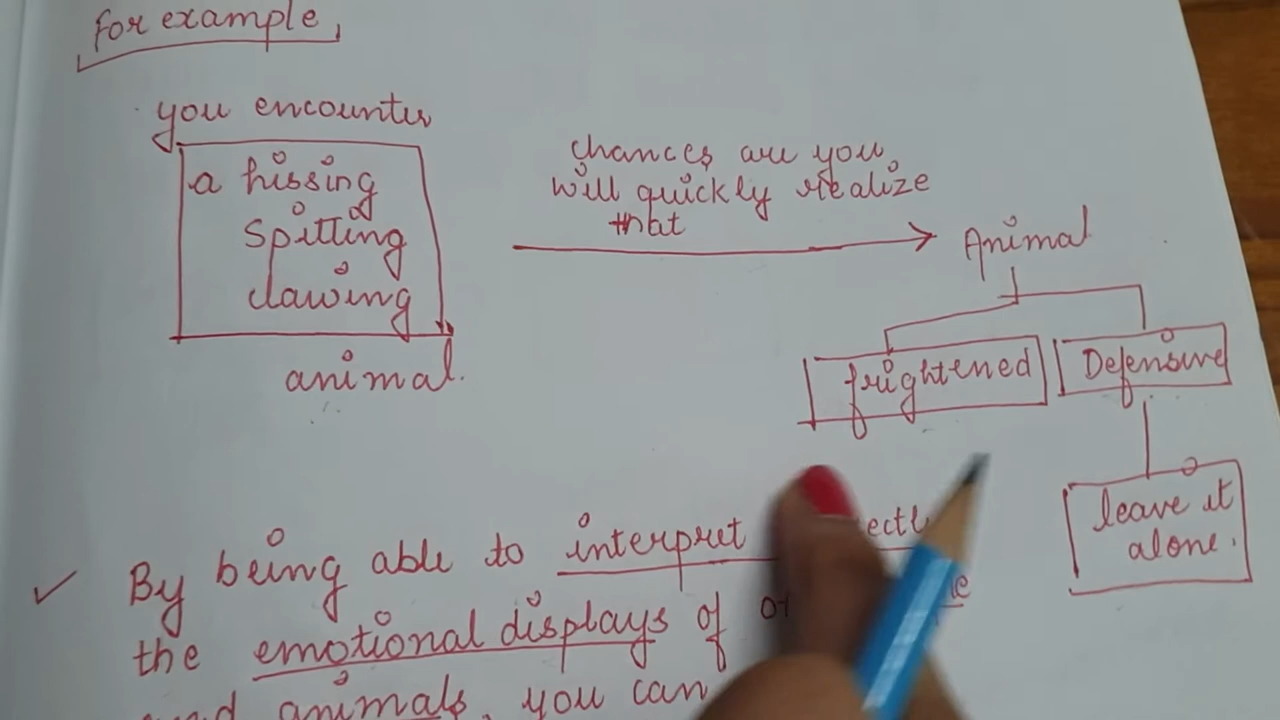 For example,
you encounter
a hissing
spitting
clawing
animal.
chances are you
will quickly realize
that
Animal
frightened
Defensive
leave it
alone.
By being able to interpret
the emotional displays of
and animals, you can